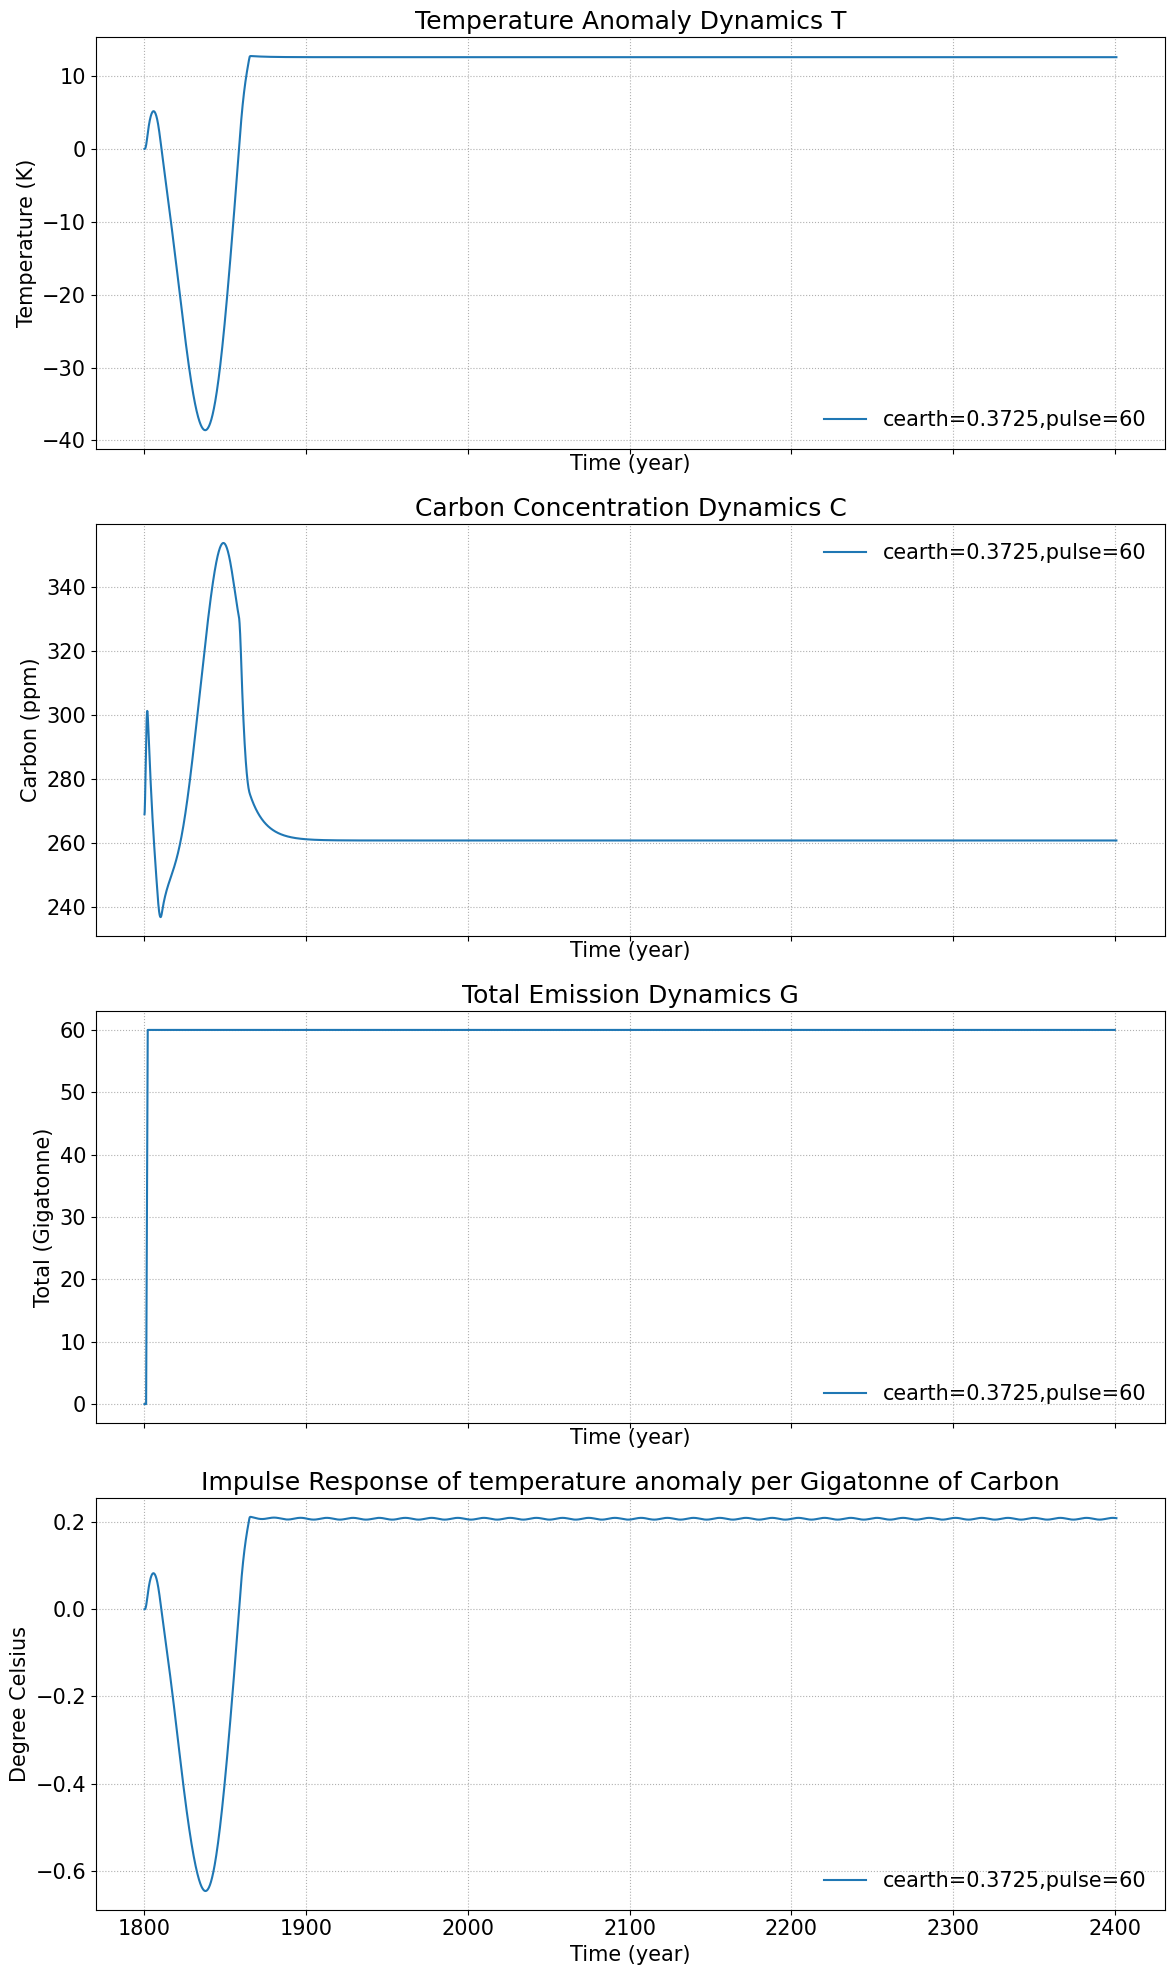 Temperature Anomaly Dynamics T
10
0
−10
−20
−30
−40
Temperature (K)
cearth=0.3725,pulse=60
Time (year)
Carbon Concentration Dynamics C
340
320
300
280
260
240
Carbon (ppm)
cearth=0.3725,pulse=60
Time (year)
Total Emission Dynamics G
60
50
40
30
20
10
0
Total (Gigatonne)
cearth=0.3725,pulse=60
Time (year)
Impulse Response of temperature anomaly per Gigatonne of Carbon
0.2
0.0
−0.2
−0.4
−0.6
Degree Celsius
cearth=0.3725,pulse=60
1800 1900 2000 2100 2200 2300 2400
Time (year)